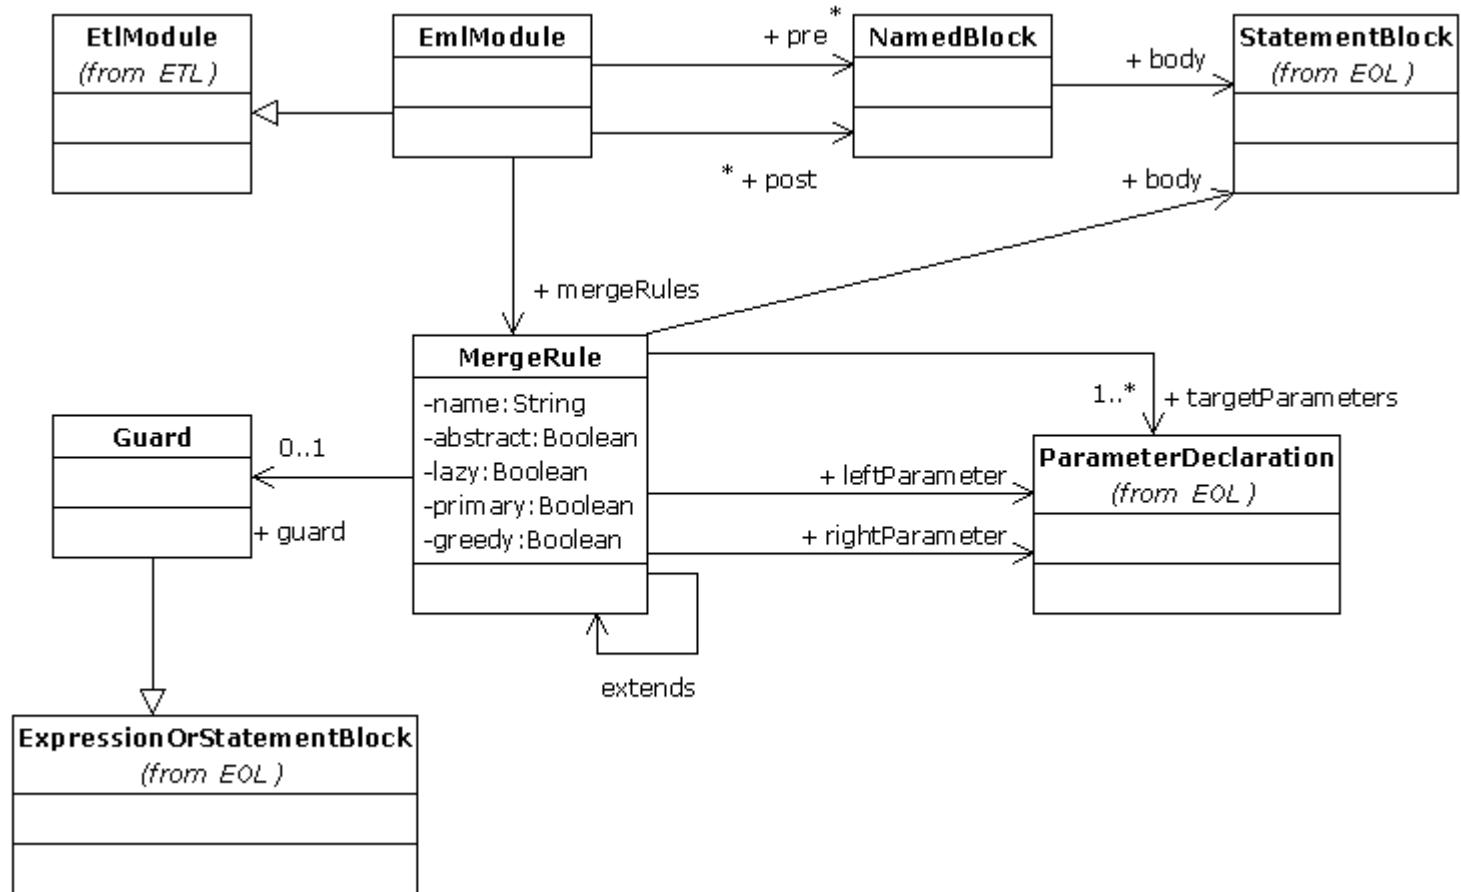 EtlModule
(from ETL)
EmlModule
+ pre
*
NamedBlock
StatementBlock
(from EOL)
+ body
* + post
+ body
+ mergeRules
MergeRule
-name:String
-abstract:Boolean
-lazy:Boolean
-primary:Boolean
-greedy:Boolean
1..*
+ targetParameters
Guard
0..1
+ guard
+ leftParameter
+ rightParameter
ParameterDeclaration
(from EOL)
extends
ExpressionOrStatementBlock
(from EOL)